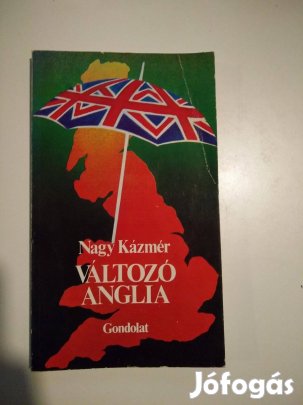 Nagy Kázmér
VÁLTOZÓ
ANGLIA
Gondolat
Jófogás